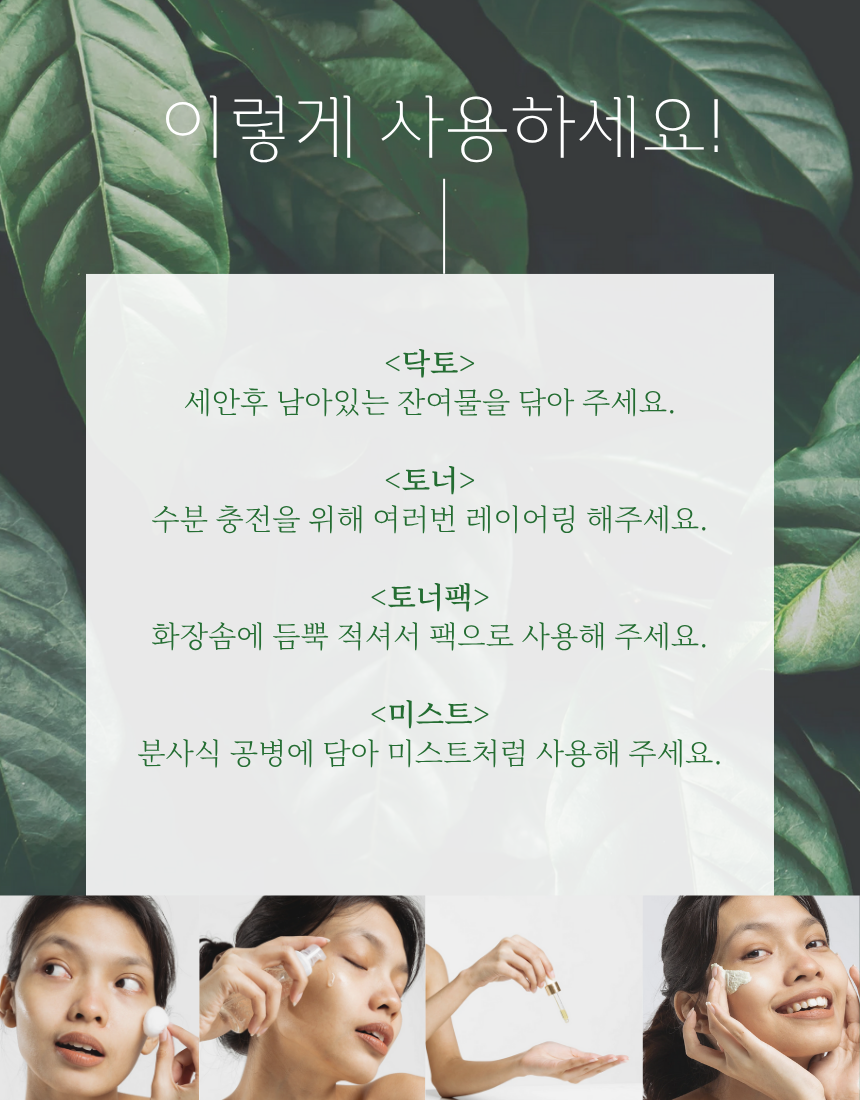 이렇게 사용하세요!
<닥토>
세안후 남아있는 잔여물을 닦아 주세요.
<토너>
수분 충전을 위해 여러번 레이어링 해주세요.
<토너팩>
화장솜에 듬뿍 적셔서 팩으로 사용해 주세요.
<미스트>
분사식 공병에 담아 미스트처럼 사용해 주세요.